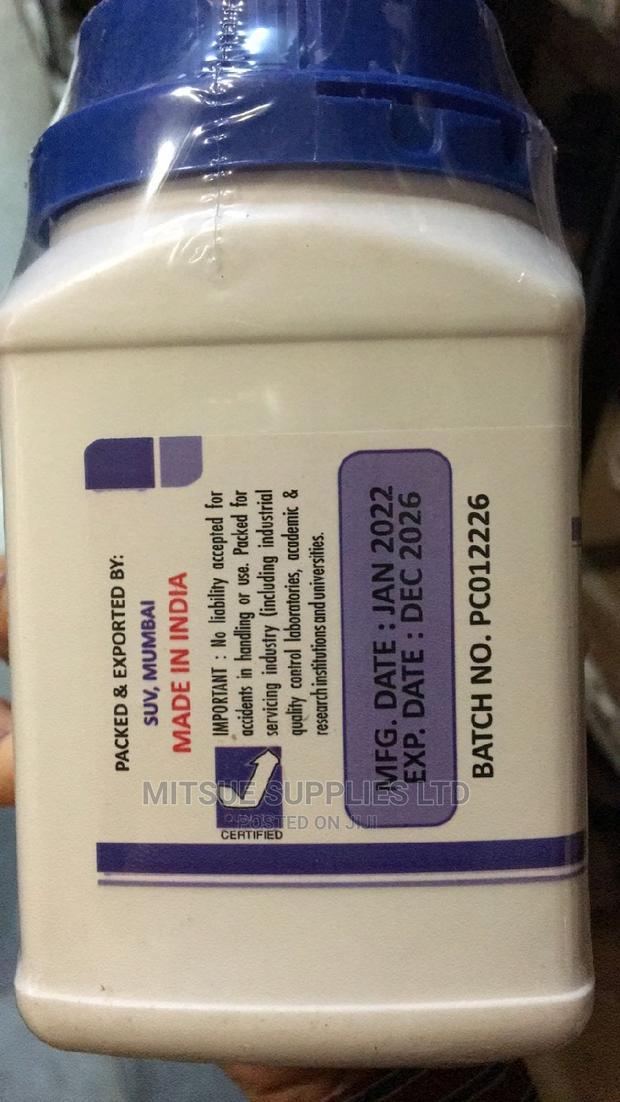 PACKED & EXPORTED BY:
SUV, MUMBAI
MADE IN INDIA
IMPORTANT : No liability accepted for
accidents in handling or use. Packed for
servicing industry (including industrial
quality control laboratories, academic &
research institutions and universities.
CERTIFIED
MFG. DATE : JAN 2022
EXP. DATE : DEC 2026
BATCH NO. PC012226
MITSUE SUPPLIES LTD
POSTED ON JIJI